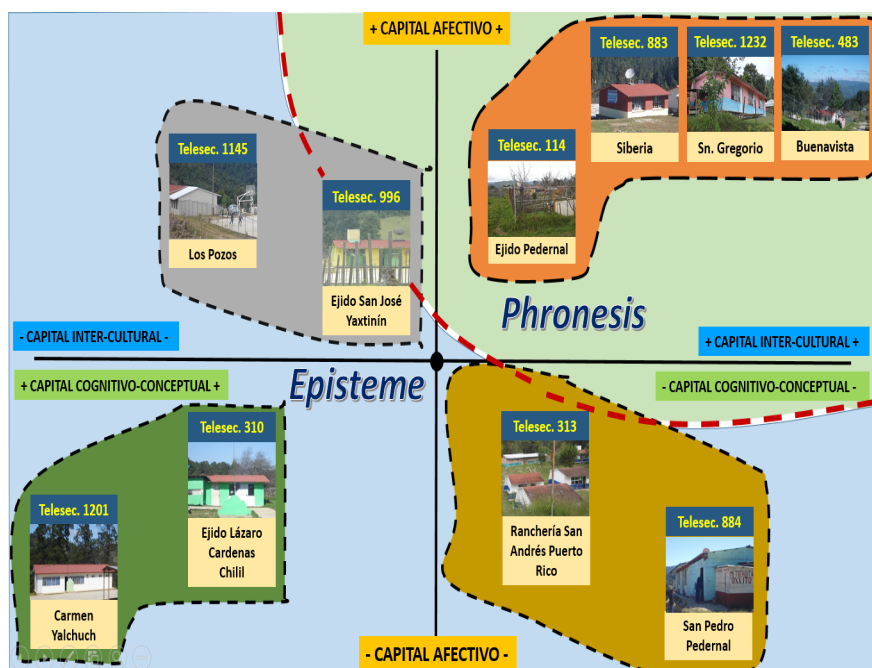 + CAPITAL AFECTIVO +
Telesec. 883
Telesec. 1232
Telesec. 483
Siberia
Sn. Gregorio
Buenavista
Telesec. 1145
Los Pozos
Telesec. 996
Ejido San José
Yaxtinín
Telesec. 114
Ejido Pedernal
Phronesis
- CAPITAL INTER-CULTURAL -
+ CAPITAL INTER-CULTURAL +
+ CAPITAL COGNITIVO-CONCEPTUAL +
Episteme
- CAPITAL COGNITIVO-CONCEPTUAL -
Telesec. 310
Ejido Lázaro
Cardenas
Chilil
Telesec. 1201
Carmen
Yalchuch
Telesec. 313
Ranchería San
Andrés Puerto
Rico
Telesec. 884
San Pedro
Pedernal
- CAPITAL AFECTIVO -